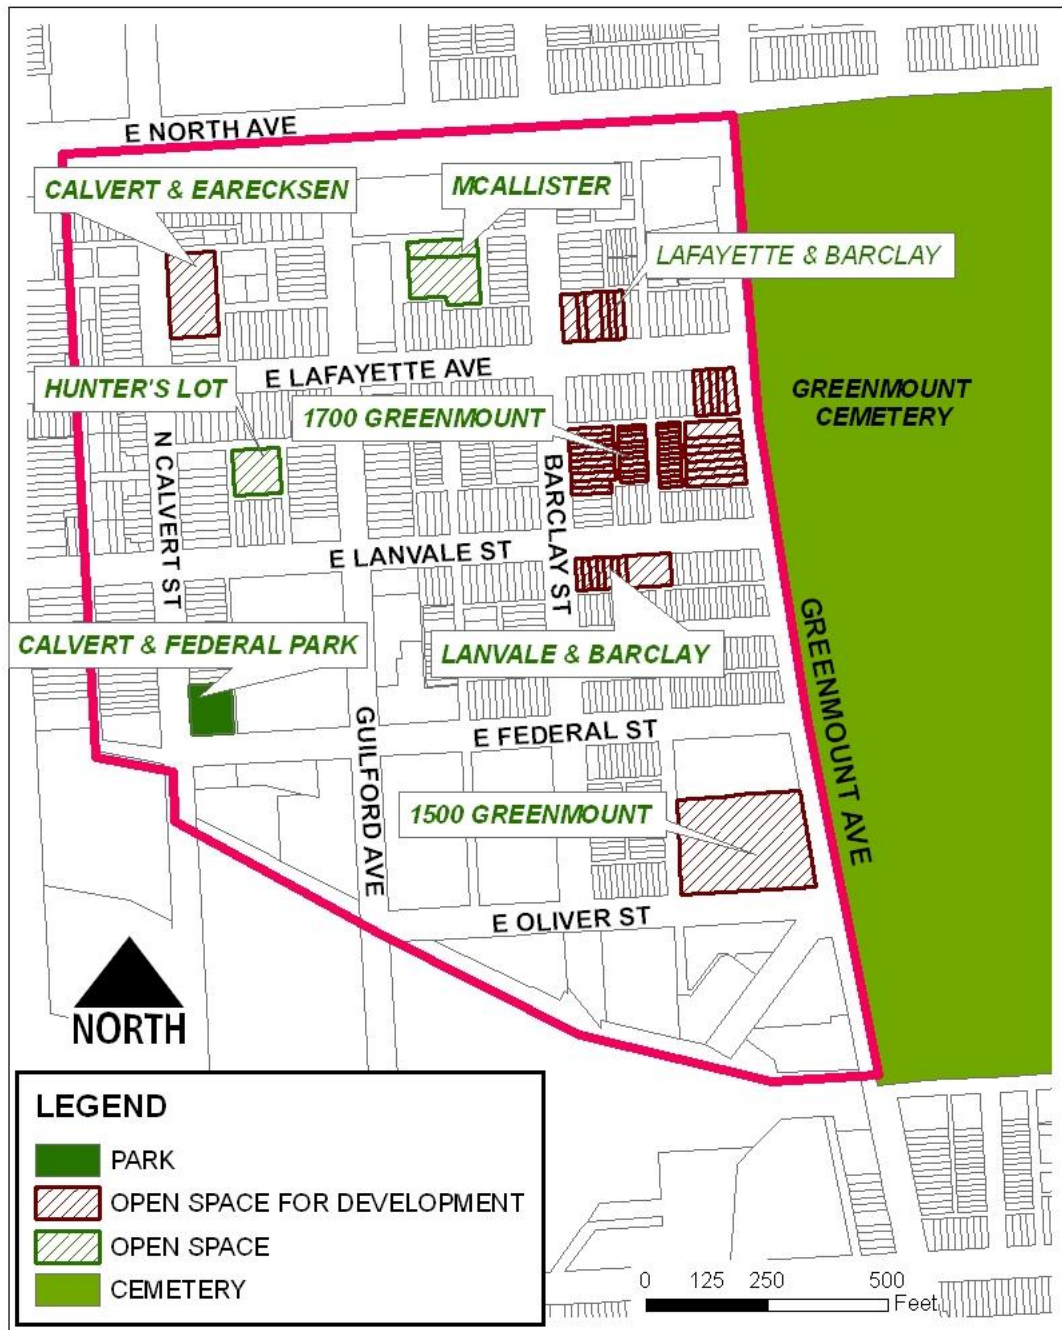 E NORTH AVE
CALVERT & EARECKSEN
MCALLISTER
LAFAYETTE & BARCLAY
E LAFAYETTE AVE
HUNTER'S LOT
1700 GREENMOUNT
GREENMOUNT
CEMETERY
N CALVERT ST
BARCLAY ST
E LANVALE ST
CALVERT & FEDERAL PARK
LANVALE & BARCLAY
GREENMOUNT AVE
GUILFORD AVE
E FEDERAL ST
1500 GREENMOUNT
E OLIVER ST
NORTH
LEGEND
PARK
OPEN SPACE FOR DEVELOPMENT
OPEN SPACE
CEMETERY
0 125 250 500
Feet